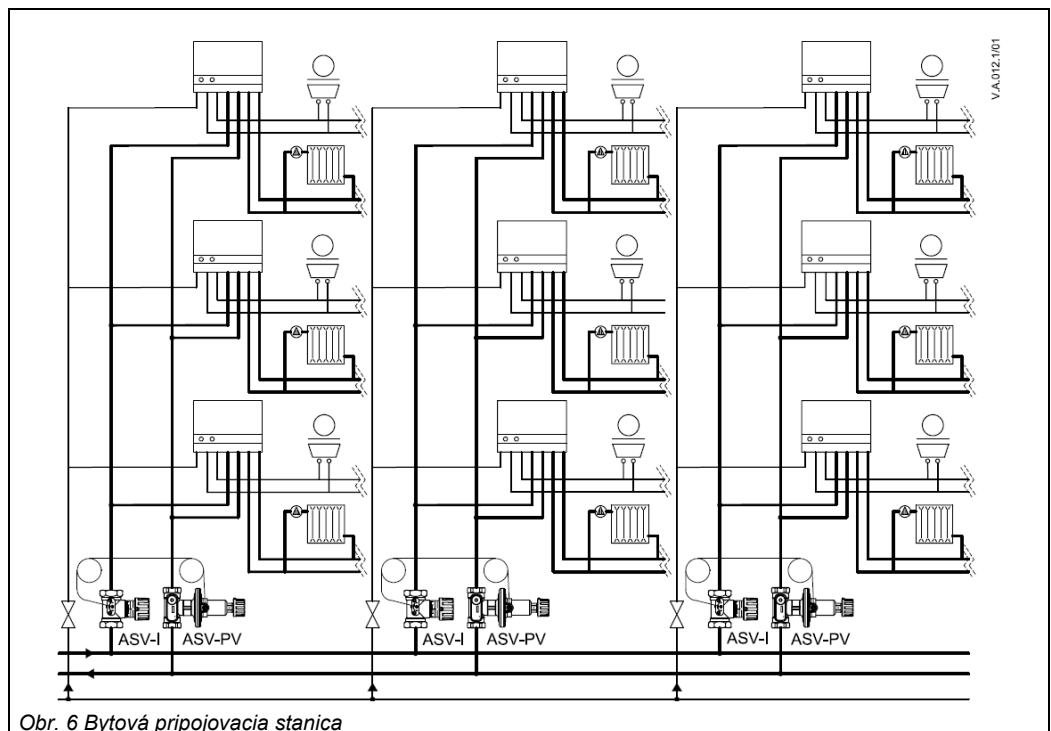 V.A.012.1/01
ASV-I ASV-PV ASV-I ASV-PV ASV-I ASV-PV
Obr. 6 Bytová pripojovacia stanica